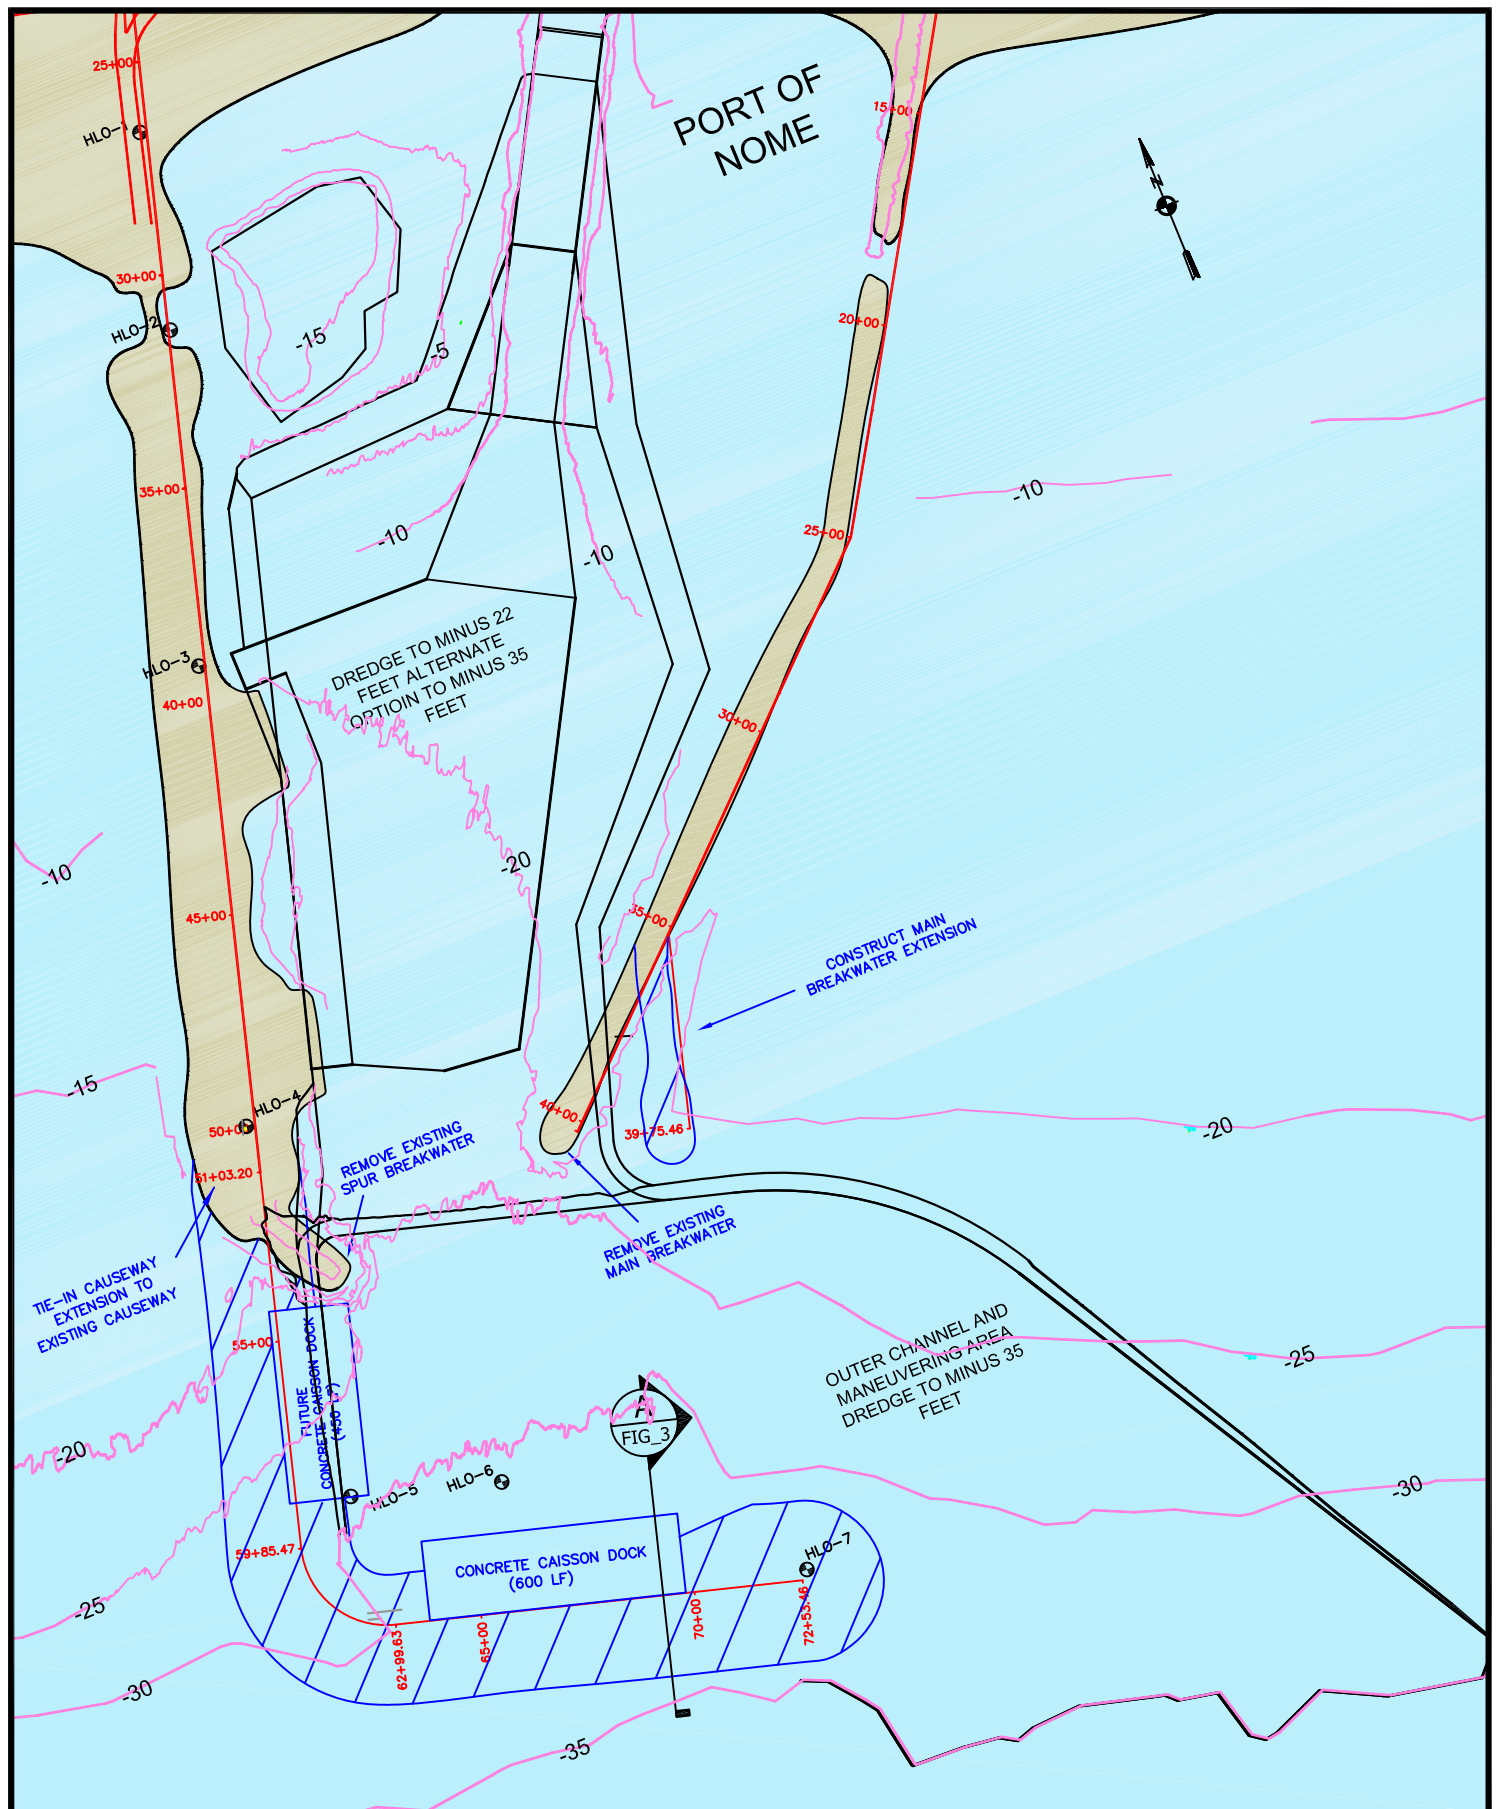 PORT OF
NOME
N
25+00
HLO-1
15+00
30+00
HLO-2
-15
-5
20+00
35+00
-10
-10
-10
25+00
DREDGE TO MINUS 22
FEET ALTERNATE
OPTIOIN TO MINUS 35
FEET
HLO-3
40+00
30+00
-10
-20
45+00
35+00
CONSTRUCT MAIN
BREAKWATER EXTENSION
-15
HLO-4
40+00
39+75.46
-20
51+03.20
REMOVE EXISTING
SPUR BREAKWATER
REMOVE EXISTING
MAIN BREAKWATER
TIE-IN CAUSEWAY
EXTENSION TO
EXISTING CAUSEWAY
55+00
FUTURE
CONCRETE CAISSON DOCK
OUTER CHANNEL AND
MANEUVERING AREA
DREDGE TO MINUS 35
FEET
-25
A
FIG_3
-20
HLO-5
HLO-6
-30
59+85.47
CONCRETE CAISSON DOCK
(600 LF)
HLO-7
-25
62+99.63
65+00
70+00
72+53.46
-30
-35